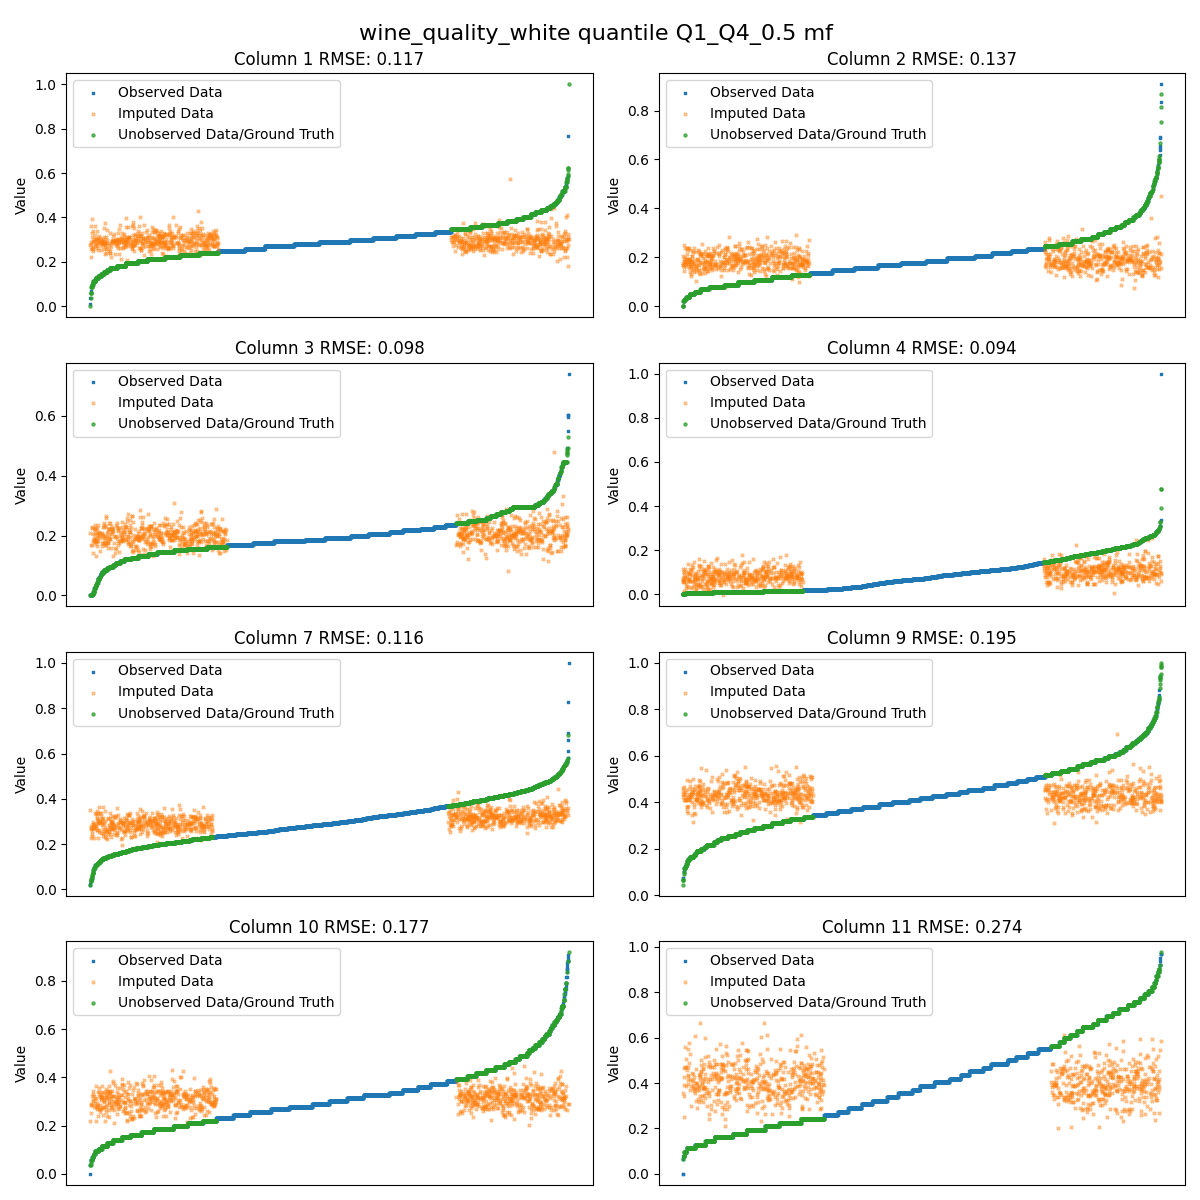 wine_quality_white quantile Q1_Q4_0.5 mf
Column 1 RMSE: 0.117
Value
1.0
0.8
0.6
0.4
0.2
0.0
Observed Data
Imputed Data
Unobserved Data/Ground Truth
Column 2 RMSE: 0.137
Value
0.8
0.6
0.4
0.2
0.0
Observed Data
Imputed Data
Unobserved Data/Ground Truth
Column 3 RMSE: 0.098
Value
0.6
0.4
0.2
0.0
Observed Data
Imputed Data
Unobserved Data/Ground Truth
Column 4 RMSE: 0.094
Value
1.0
0.8
0.6
0.4
0.2
0.0
Observed Data
Imputed Data
Unobserved Data/Ground Truth
Column 7 RMSE: 0.116
Value
1.0
0.8
0.6
0.4
0.2
0.0
Observed Data
Imputed Data
Unobserved Data/Ground Truth
Column 9 RMSE: 0.195
Value
1.0
0.8
0.6
0.4
0.2
0.0
Observed Data
Imputed Data
Unobserved Data/Ground Truth
Column 10 RMSE: 0.177
Value
0.8
0.6
0.4
0.2
0.0
Observed Data
Imputed Data
Unobserved Data/Ground Truth
Column 11 RMSE: 0.274
Value
1.0
0.8
0.6
0.4
0.2
0.0
Observed Data
Imputed Data
Unobserved Data/Ground Truth